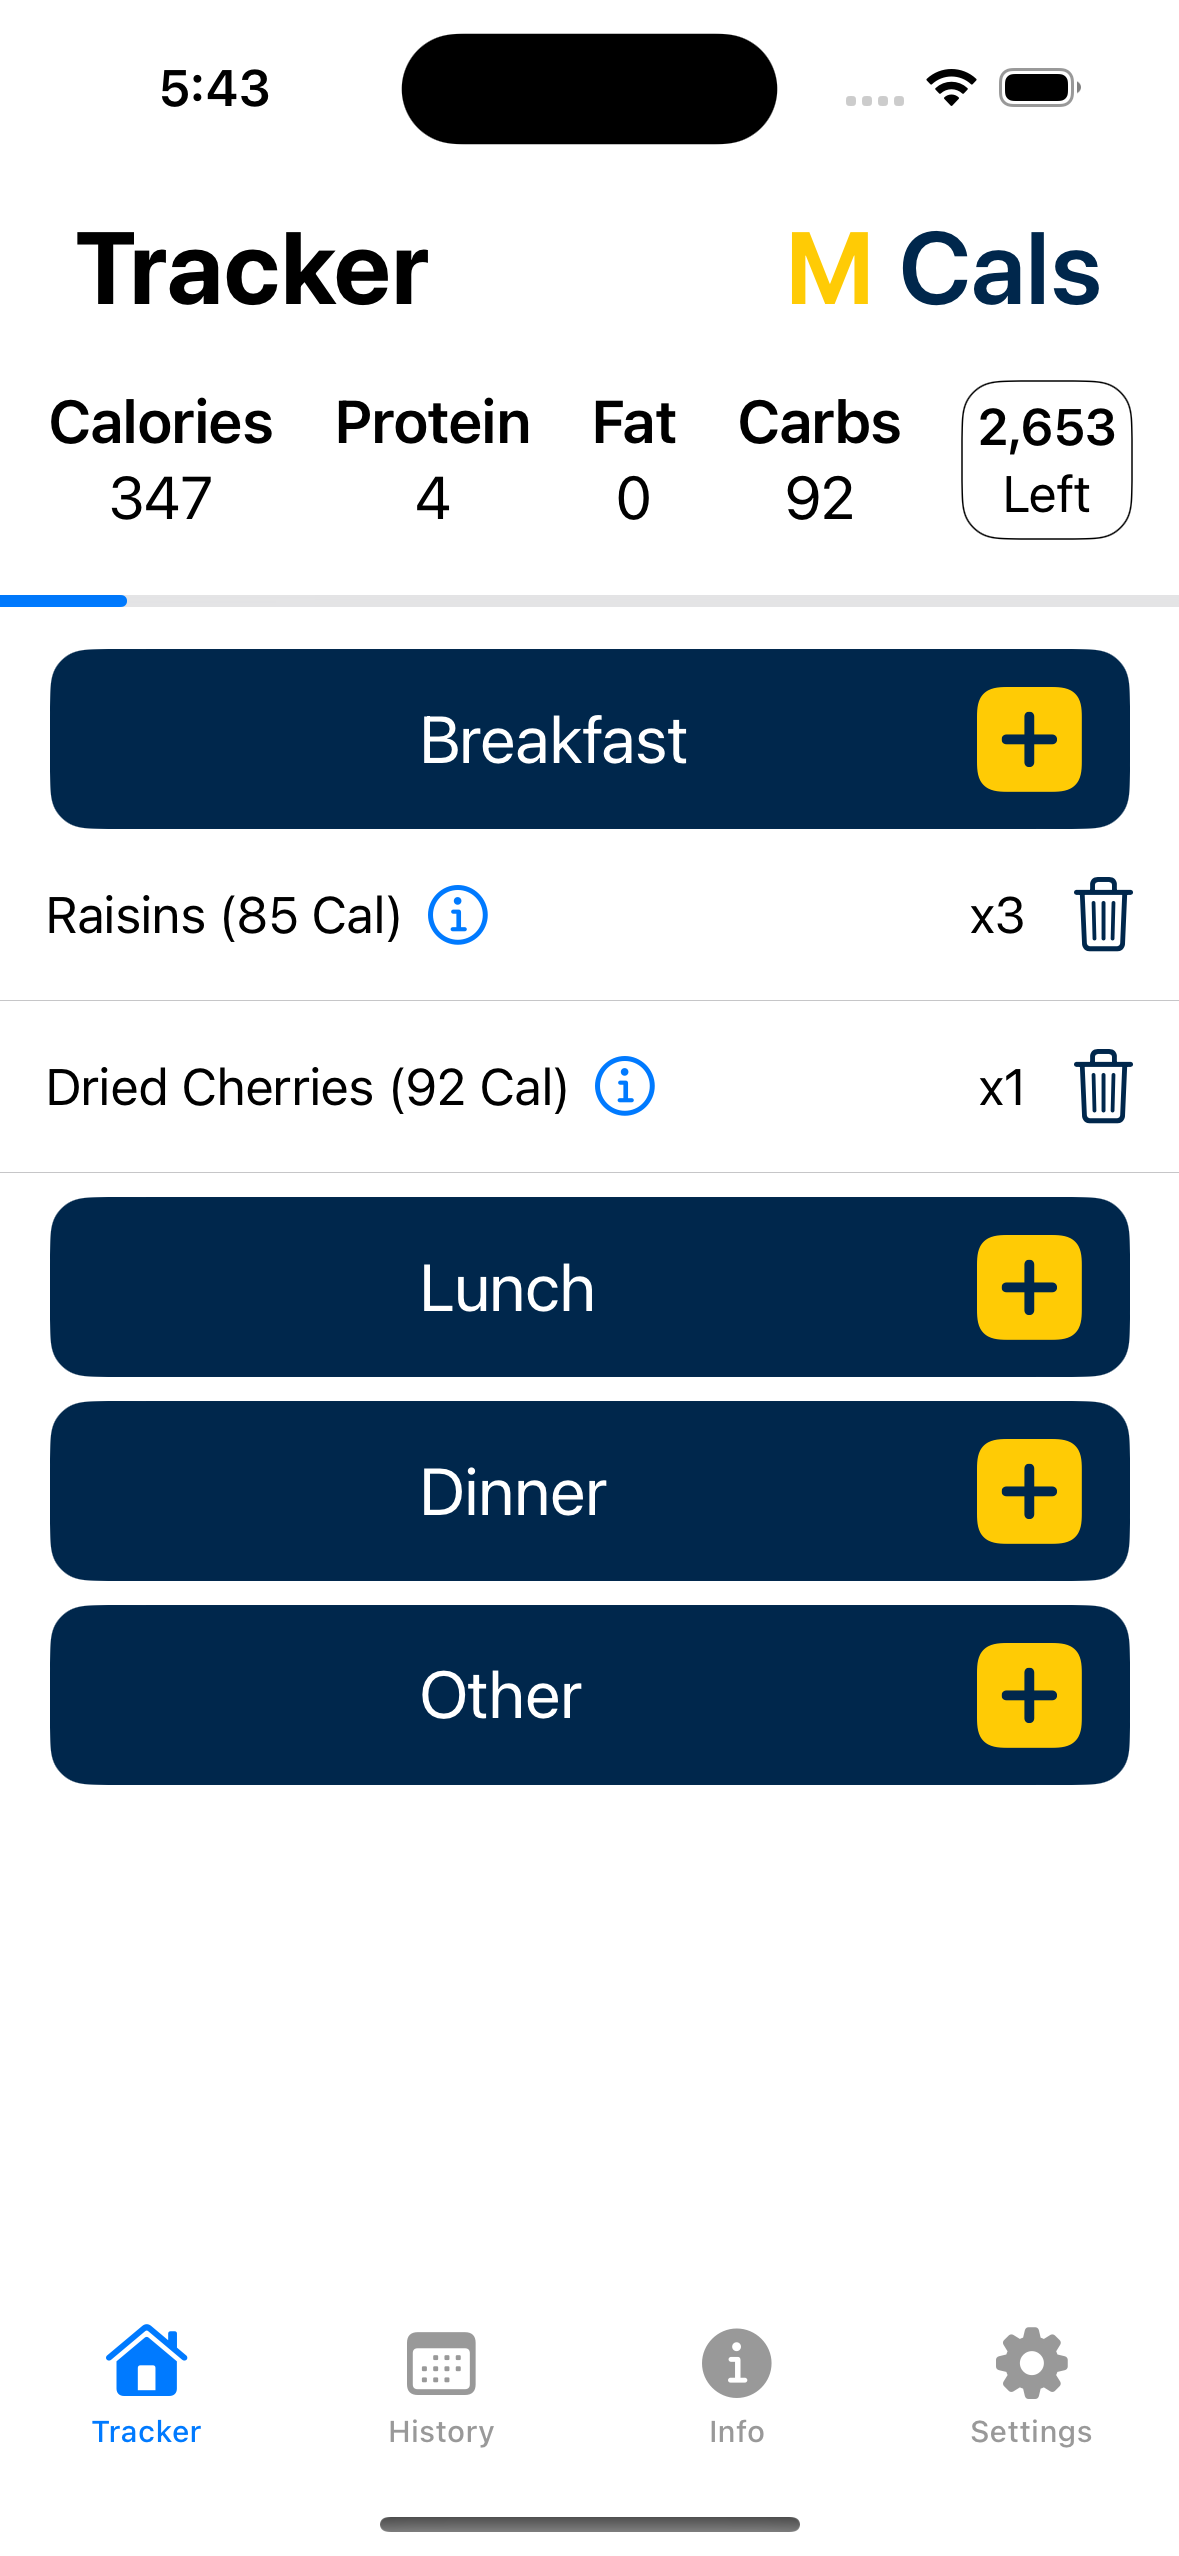 5:43
Tracker M Cals
Calories Protein Fat Carbs 2,653
347 4 0 92 Left
Breakfast
Raisins (85 Cal) x3
Dried Cherries (92 Cal) x1
Lunch
Dinner
Other
Tracker History Info Settings